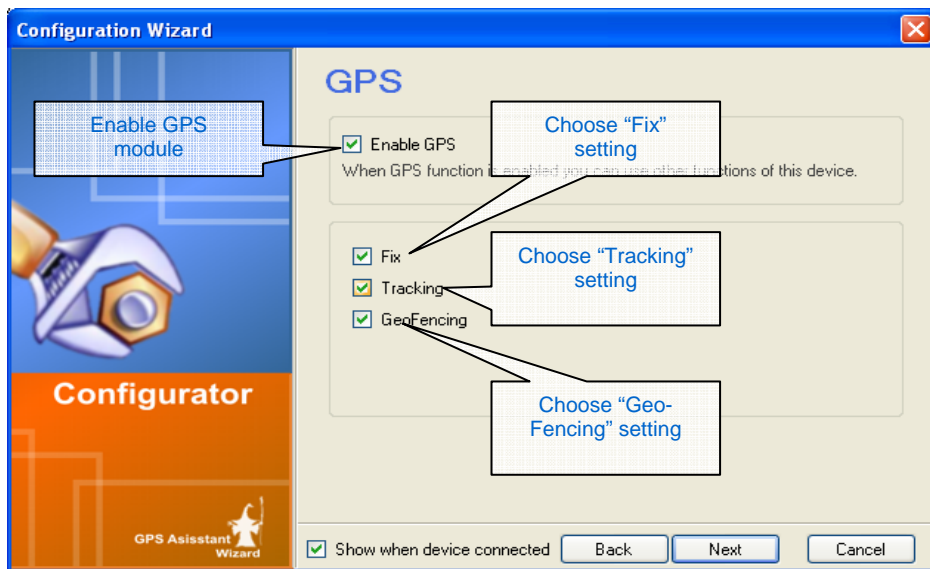 Configuration Wizard
GPS
Enable GPS
module
Choose “Fix”
setting
Enable GPS
When GPS function is enabled you can use other functions of this device.
Fix
Choose “Tracking”
setting
Tracking
GeoFencing
Configurator
Choose “Geo-
Fencing” setting
GPS Asisstant
Wizard
Show when device connected
Back
Next
Cancel